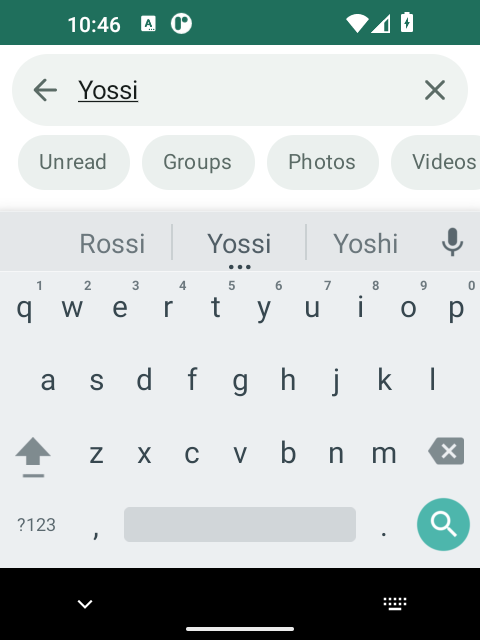 10:46
Yossi
Unread Groups Photos Videos
Rossi Yossi Yoshi
1 2 3 4 5 6 7 8 9 0
q w e r t y u i o p
a s d f g h j k l
z x c v b n m
?123 , .